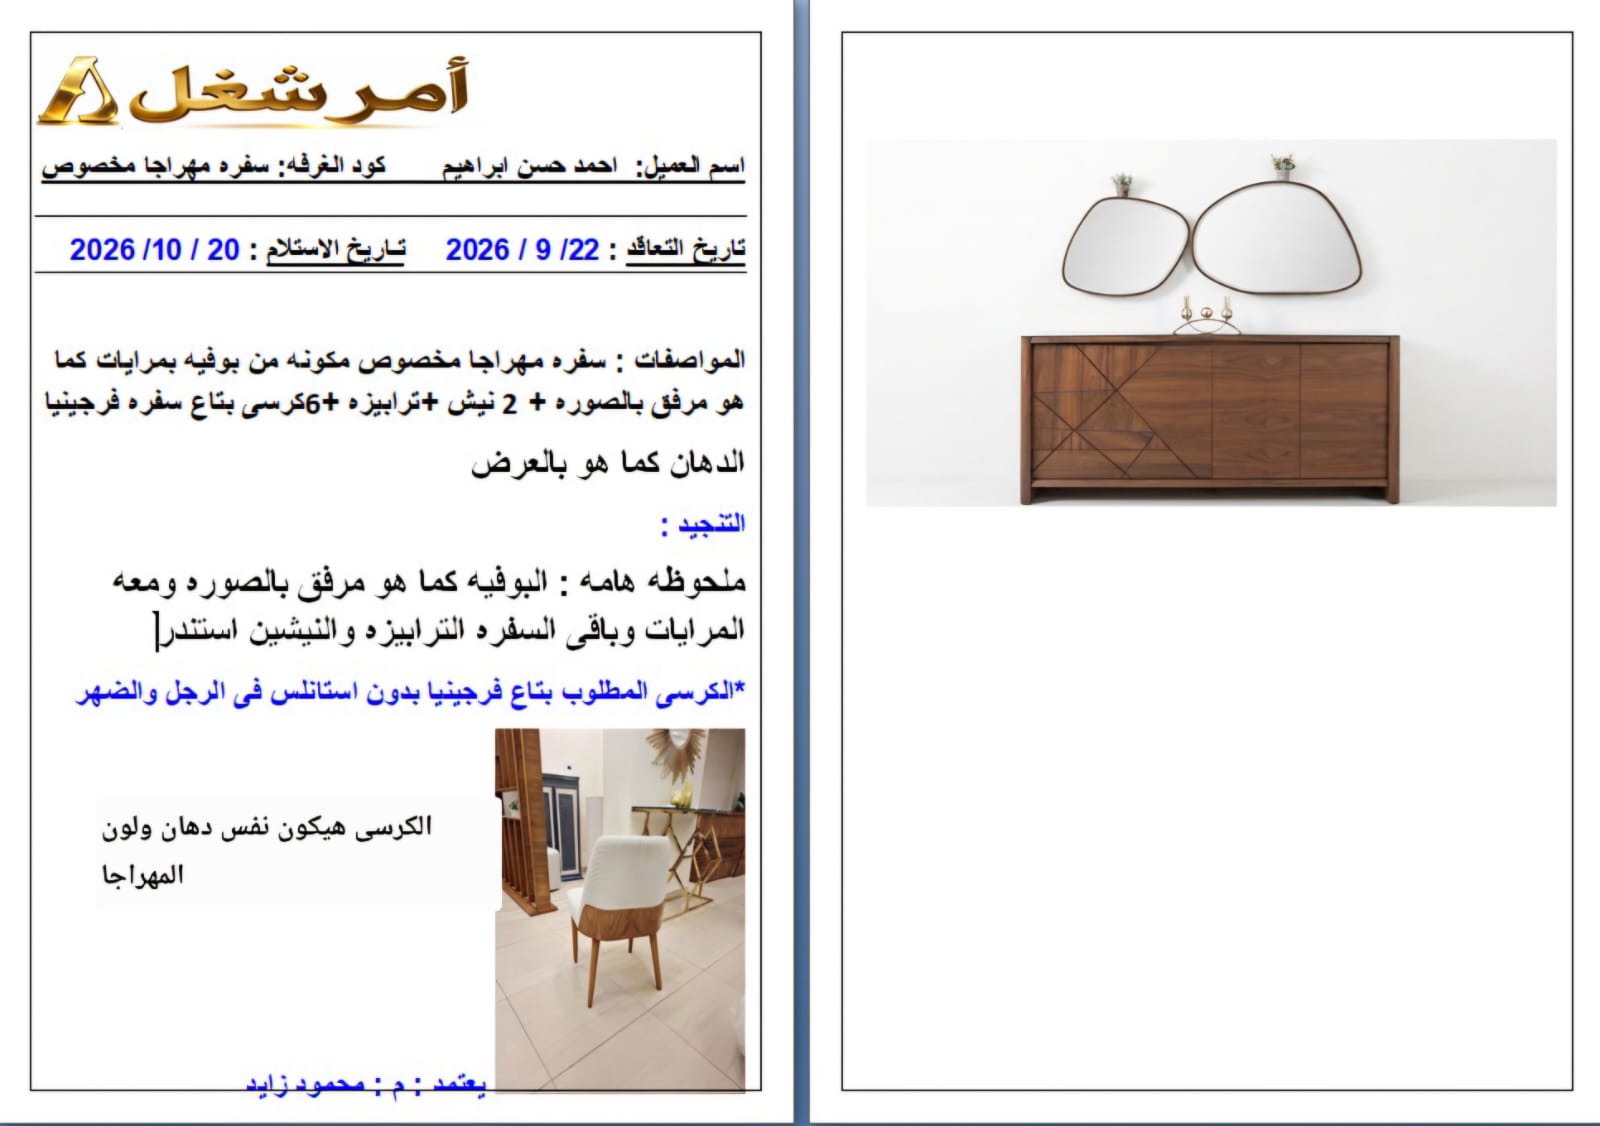 أمر شغل
اسم العميل: احمد حسن ابراهيم كود الغرفه: سفره مهراجا مخصوص
تاريخ التعاقد : 22/ 9 / 2026 تاريخ الاستلام : 20 / 10/ 2026
المواصفات : سفره مهراجا مخصوص مكونه من بوفيه بمرايات كما
هو مرفق بالصوره + 2 نيش +ترابيزه +6كرسى بتاع سفره فرجينيا
الدهان كما هو بالعرض
التنجيد :
ملحوظه هامه : البوفيه كما هو مرفق بالصوره ومعه
المرايات وباقى السفره الترابيزه والنيشين استندر
*الكرسى المطلوب بتاع فرجينيا بدون استانلس فى الرجل والضهر
الكرسى هيكون نفس دهان ولون
المهراجا
يعتمد : م : محمود زايد